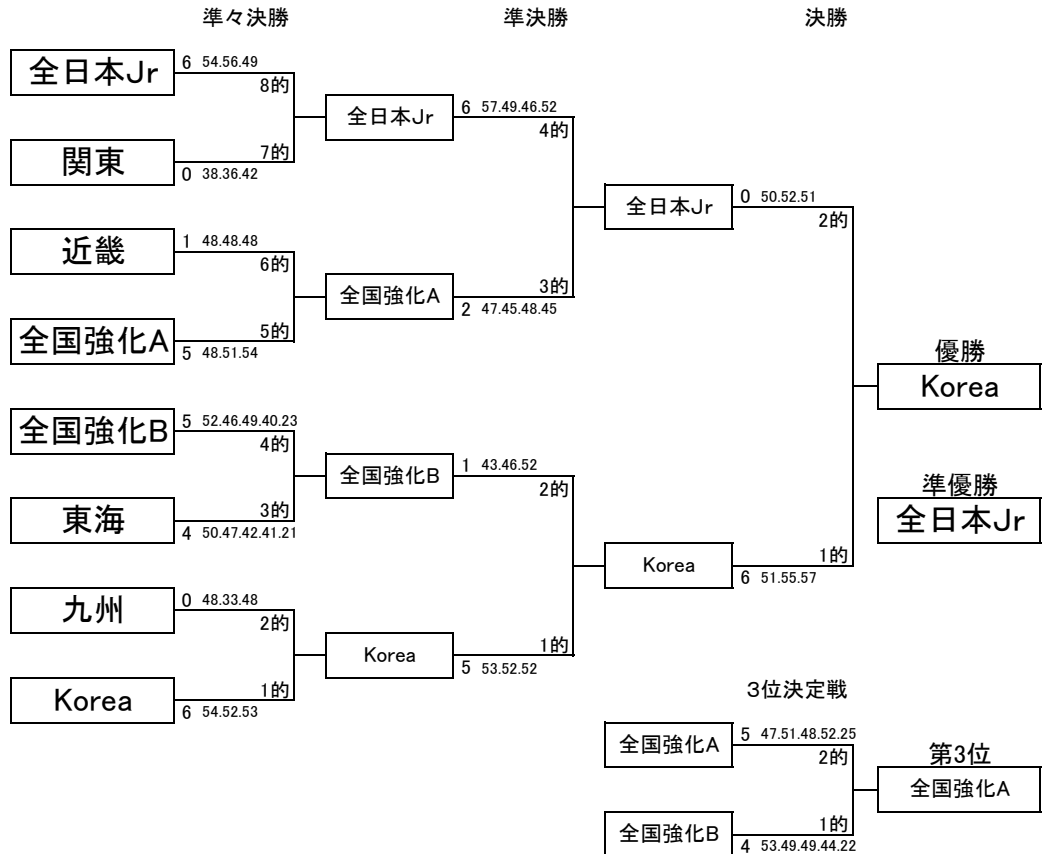 準々決勝
準決勝
決勝
全日本Jr
6 54.56.49
8的
関東
7的
0 38.36.42
近畿
1 48.48.48
6的
全国強化A
5的
5 48.51.54
全国強化B
5 52.46.49.40.23
4的
東海
3的
4 50.47.42.41.21
九州
0 48.33.48
2的
Korea
1的
6 54.52.53
全日本Jr
6 57.49.46.52
4的
全国強化A
3的
2 47.45.48.45
全国強化B
1 43.46.52
2的
Korea
1的
5 53.52.52
全日本Jr
0 50.52.51
2的
Korea
1的
6 51.55.57
優勝
Korea
準優勝
全日本Jr
3位決定戦
全国強化A
5 47.51.48.52.25
2的
全国強化B
1的
4 53.49.49.44.22
第3位
全国強化A